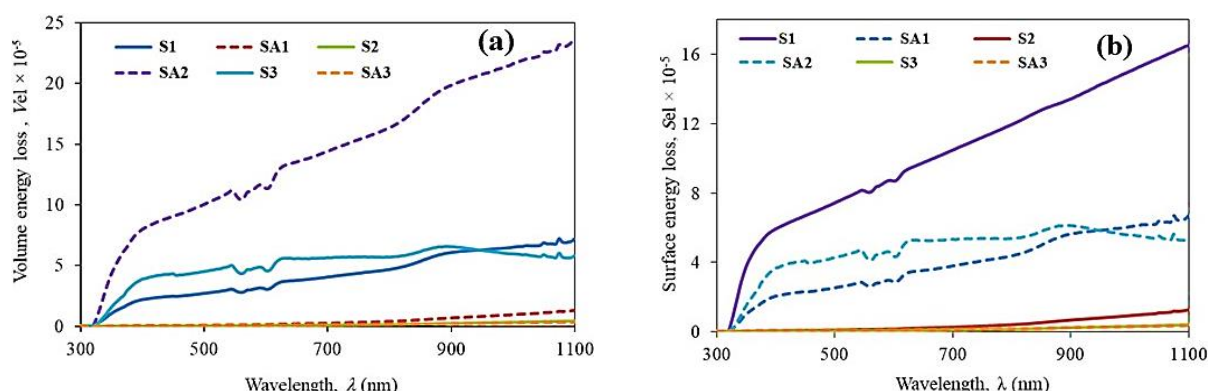 (a)
S1 SA1 S2
SA2 S3 SA3
Volume energy loss , Vel × 10⁻⁵
25
20
15
10
5
0
300 500 700 900 1100
Wavelength, λ (nm)
(b)
S1 SA1 S2
SA2 S3 SA3
Surface energy loss, Sel × 10⁻⁵
16
12
8
4
0
300 500 700 900 1100
Wavelength, λ (nm)